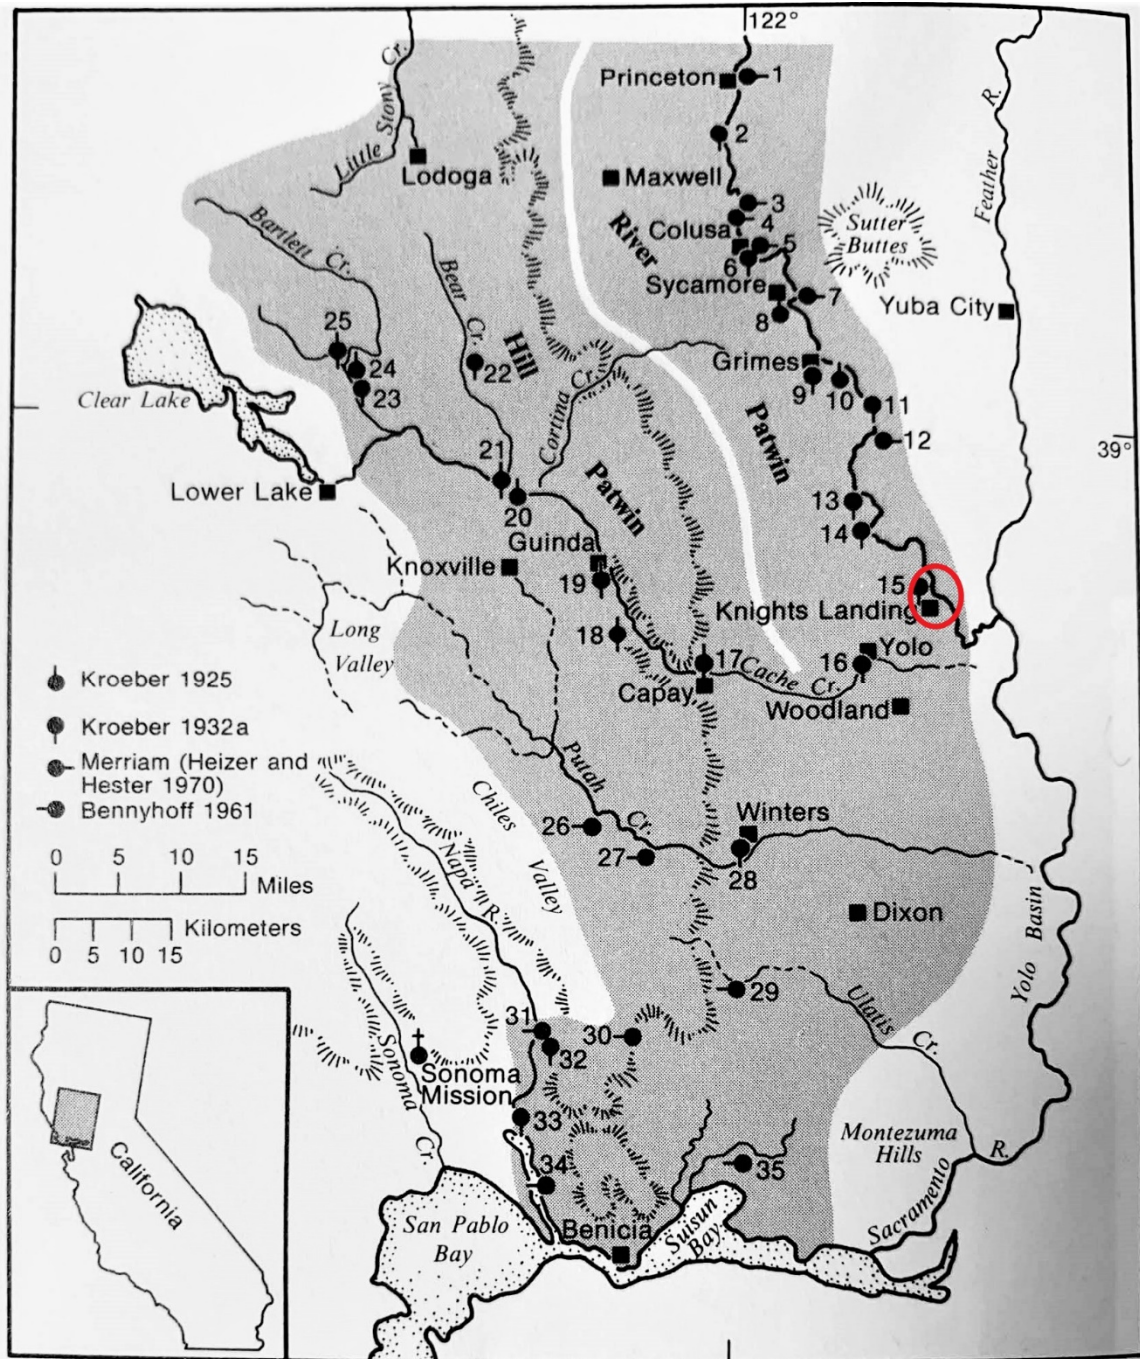 122°
Princeton
1
2
Little Stony Cr.
Lodoga
Maxwell
Feather R.
3
4
Colusa
5
6
River
Sutter
Buttes
Bartlett Cr.
Bear Cr.
Sycamore
7
8
Yuba City
25
24
23
22
Hill
Grimes
9
10
11
12
Clear Lake
Cortina Cr.
Patwin
39°
21
20
Lower Lake
Patwin
13
14
Guinda
Knoxville
19
15
Knights Landing
18
Long
Valley
17
Cache Cr.
16
Yolo
Capay
Woodland
Kroeber 1925
Kroeber 1932a
Merriam (Heizer and
Hester 1970)
Bennyhoff 1961
0 5 10 15
Miles
Kilometers
0 5 10 15
Putah Cr.
Chiles
Valley
Napa R.
26
27
Winters
28
Dixon
Yolo Basin
29
Ulatis Cr.
31
30
32
Sonoma
Mission
Sonoma Cr.
33
34
35
Montezuma
Hills
Sacramento R.
San Pablo
Bay
Benicia
Suisun
Bay
California